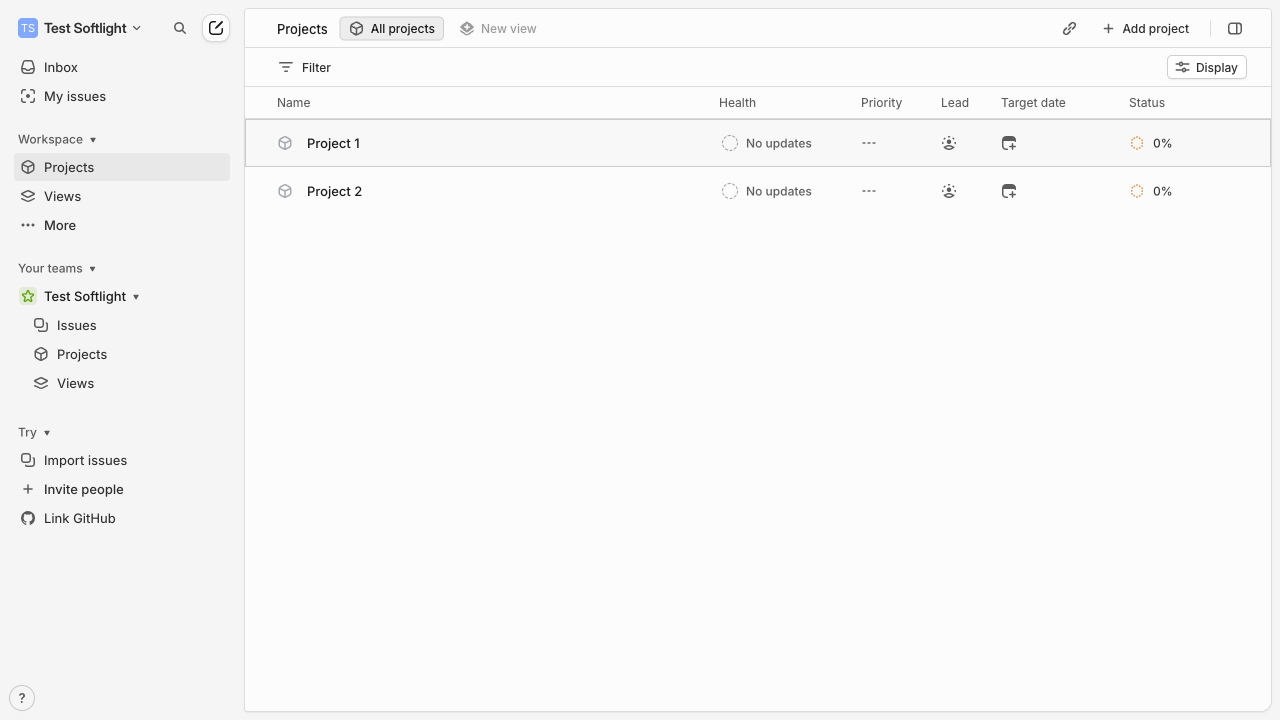 TS Test Softlight
Inbox
My issues
Workspace
Projects
Views
More
Your teams
Test Softlight
Issues
Projects
Views
Try
Import issues
Invite people
Link GitHub
?
Projects All projects New view Add project
Filter Display
Name Health Priority Lead Target date Status
Project 1 No updates --- 0%
Project 2 No updates --- 0%